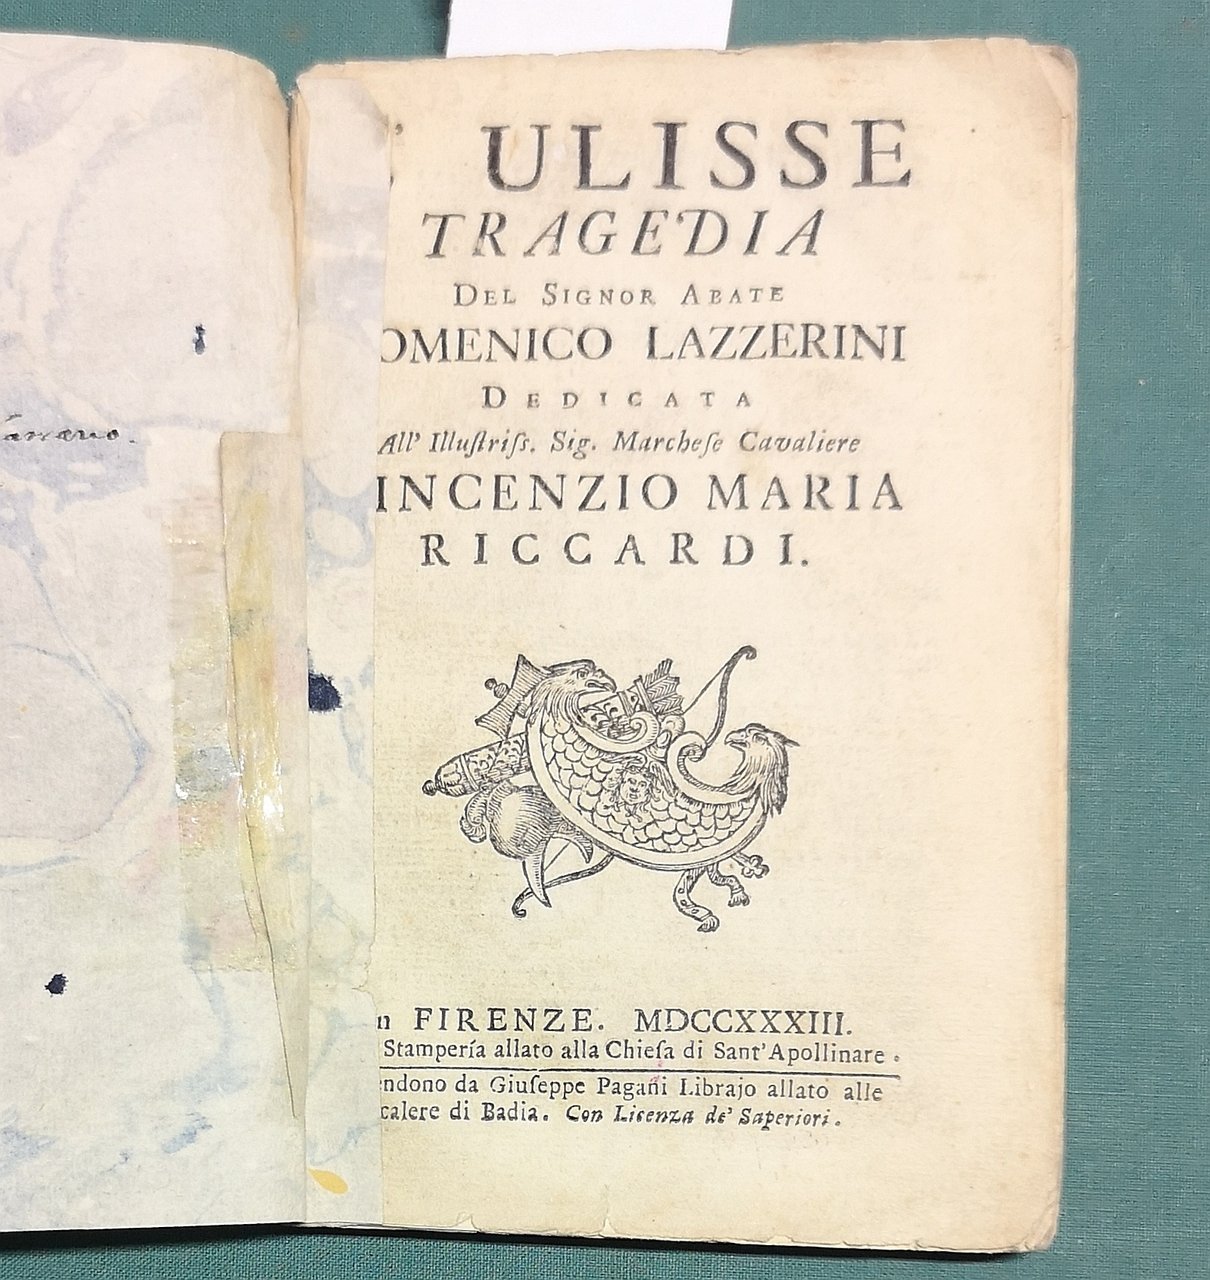 ’ ULISSE
TRAGEDIA
DEL SIGNOR ABATE
OMENICO LAZZERINI
DEDICATA
All’ Illuſtriſs. Sig. Marcheſe Cavaliere
INCENZIO MARIA
RICCARDI.
n FIRENZE. MDCCXXXIII.
Stampería allato alla Chieſa di Sant’Apollinare.
endono da Giuſeppe Pagani Librajo allato alle
calere di Badia. Con Licenza de’ Superiori.